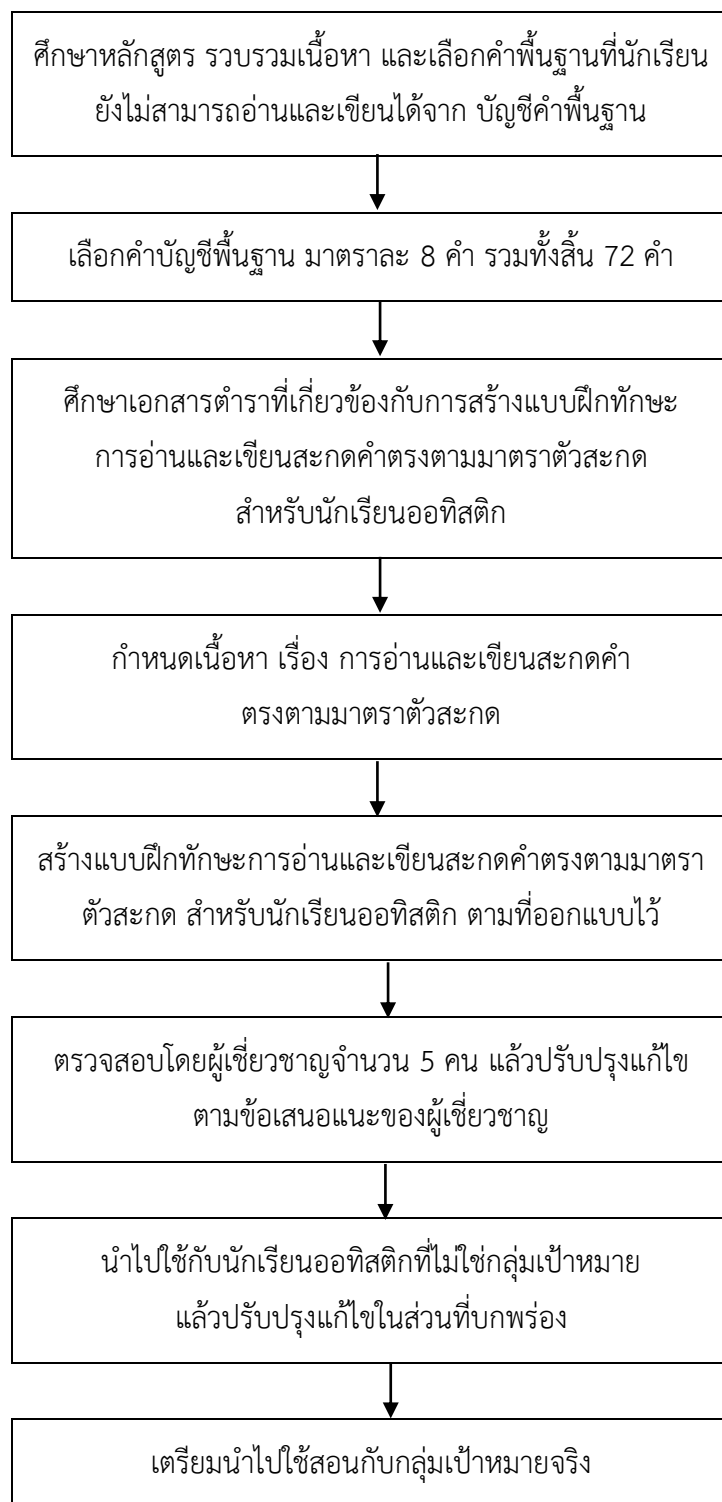 ศึกษาหลักสูตร รวบรวมเนื้อหา และเลือกคำพื้นฐานที่นักเรียน
ยังไม่สามารถอ่านและเขียนได้จาก บัญชีคำพื้นฐาน
เลือกคำบัญชีพื้นฐาน มาตราละ 8 คำ รวมทั้งสิ้น 72 คำ
ศึกษาเอกสารตำราที่เกี่ยวข้องกับการสร้างแบบฝึกทักษะ
การอ่านและเขียนสะกดคำตรงตามมาตราตัวสะกด
สำหรับนักเรียนออทิสติก
กำหนดเนื้อหา เรื่อง การอ่านและเขียนสะกดคำ
ตรงตามมาตราตัวสะกด
สร้างแบบฝึกทักษะการอ่านและเขียนสะกดคำตรงตามมาตรา
ตัวสะกด สำหรับนักเรียนออทิสติก ตามที่ออกแบบไว้
ตรวจสอบโดยผู้เชี่ยวชาญจำนวน 5 คน แล้วปรับปรุงแก้ไข
ตามข้อเสนอแนะของผู้เชี่ยวชาญ
นำไปใช้กับนักเรียนออทิสติกที่ไม่ใช่กลุ่มเป้าหมาย
แล้วปรับปรุงแก้ไขในส่วนที่บกพร่อง
เตรียมนำไปใช้สอนกับกลุ่มเป้าหมายจริง